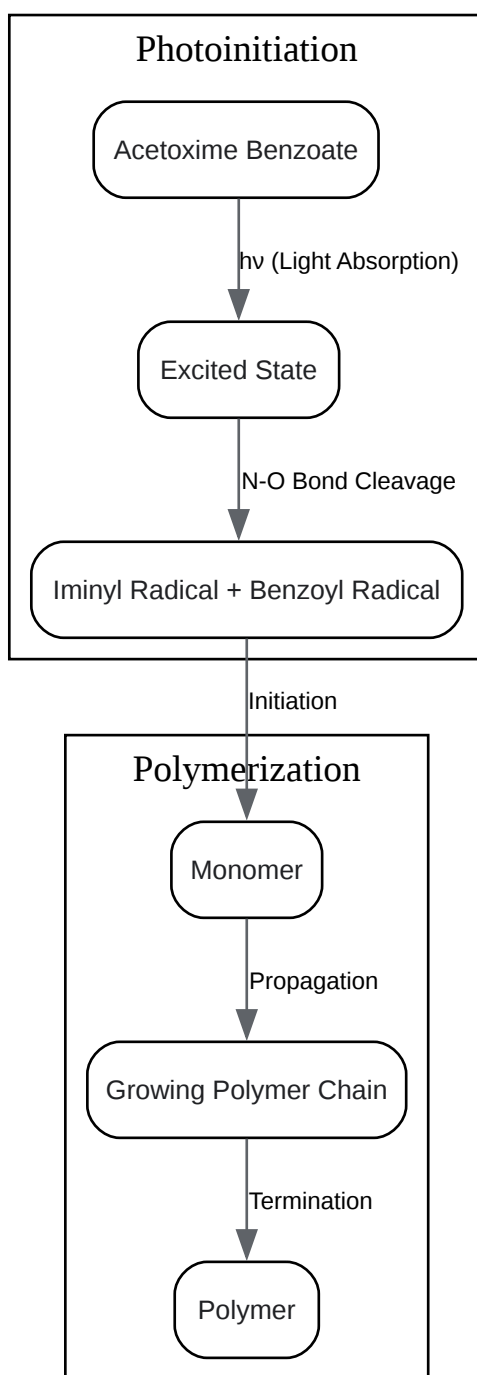 Photoinitiation
Acetoxime Benzoate
hν (Light Absorption)
Excited State
N-O Bond Cleavage
Iminyl Radical + Benzoyl Radical
Initiation
Polymerization
Monomer
Propagation
Growing Polymer Chain
Termination
Polymer